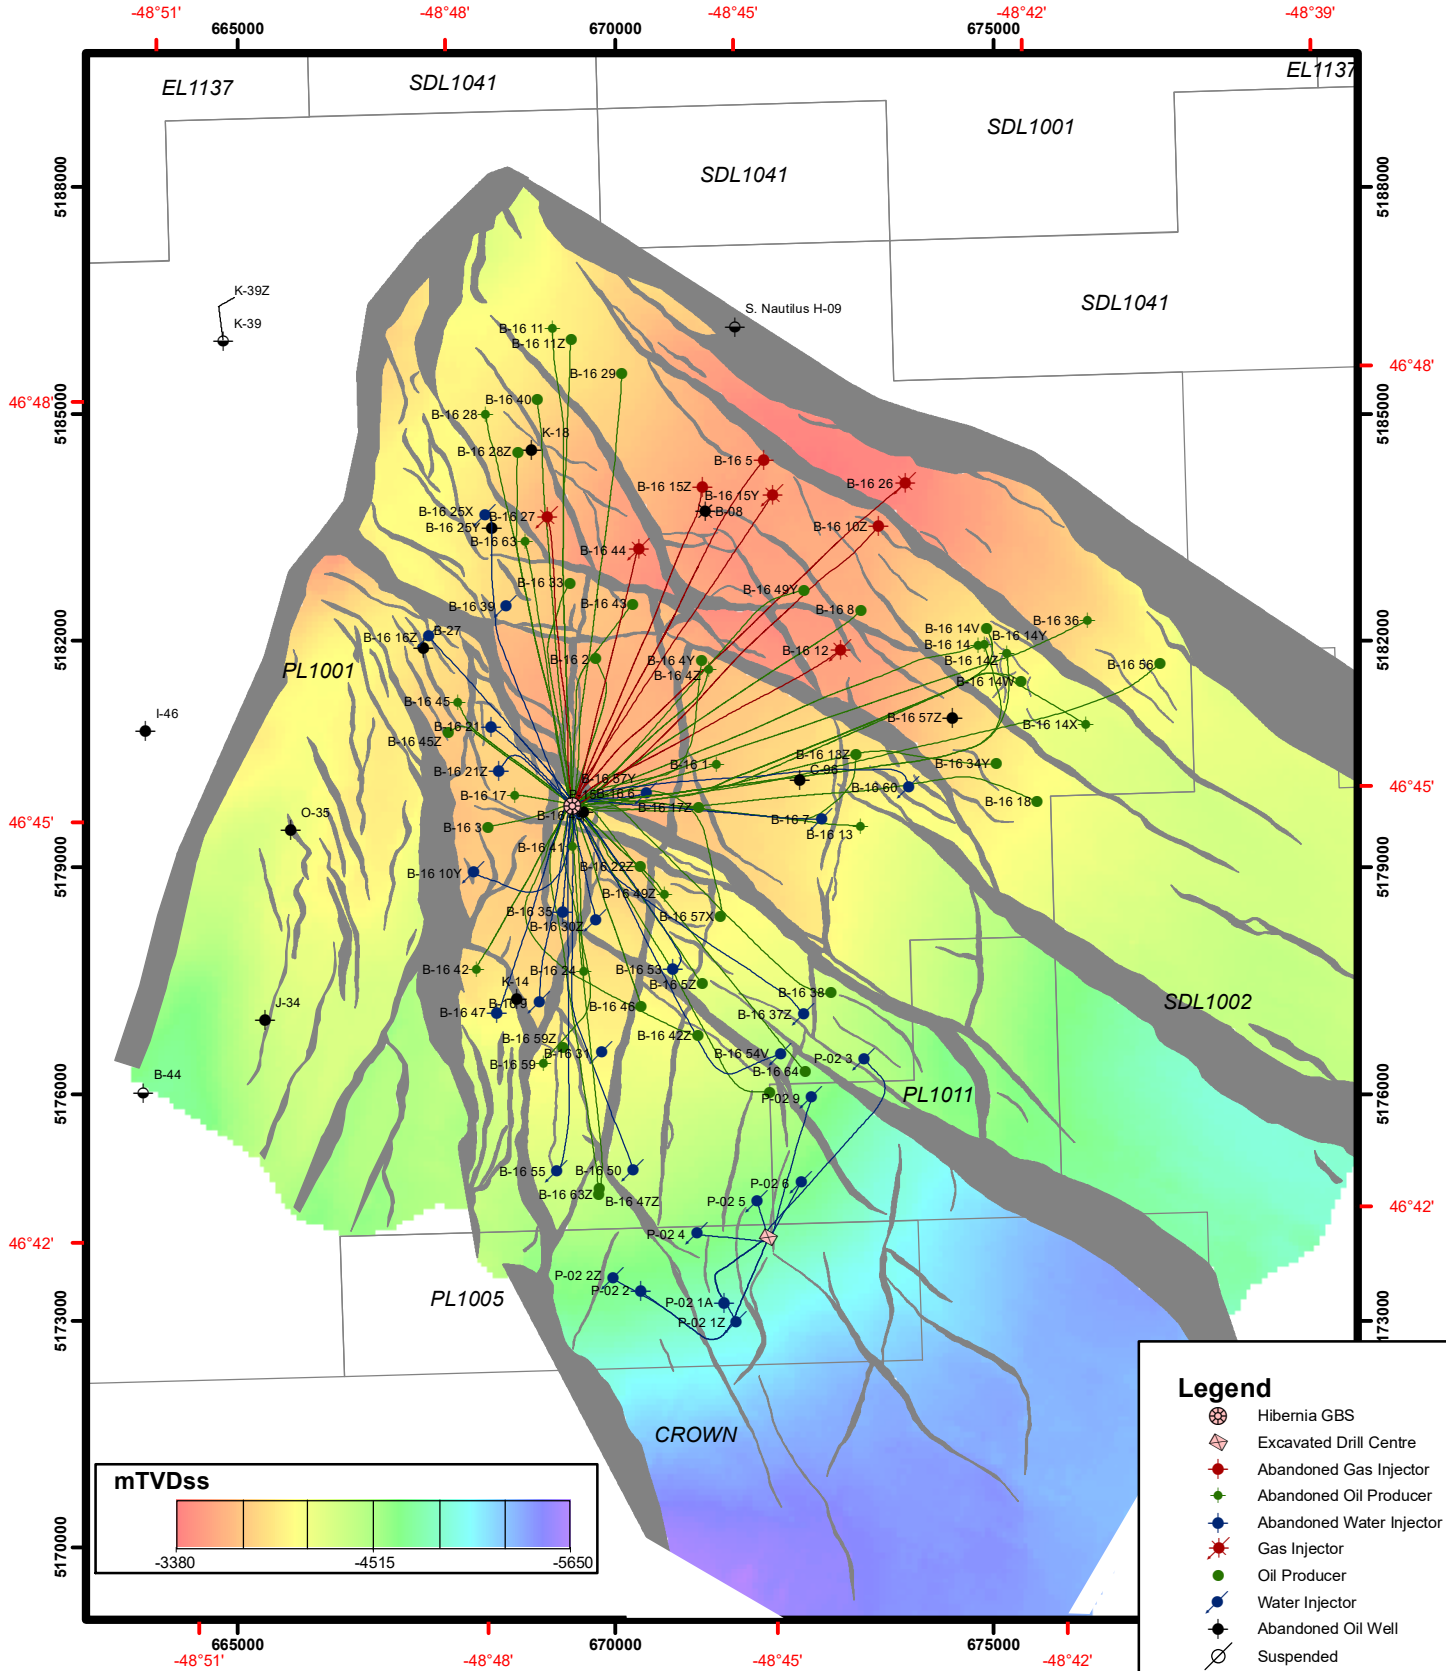 -48°51'
-48°48'
-48°45'
-48°42'
-48°39'
665000
670000
675000
EL1137
SDL1041
EL1137
SDL1001
SDL1041
5188000
5188000
K-39Z
K-39
S. Nautilus H-09
SDL1041
B-16 11
B-16 11Z
B-16 29
46°48'
46°48'
5185000
5185000
B-16 40
B-16 28
K-18
B-16 28Z
B-16 5
B-16 15Z
B-16 15Y
B-16 26
B-08
B-16 25X
B-16 27
B-16 25Y
B-16 10Z
B-16 63
B-16 44
B-16 33
B-16 49Y
B-16 39
B-16 43
B-16 8
B-16 36
5182000
5182000
B-16 16Z
B-27
B-16 14V
B-16 14Y
B-16 14
B-16 12
B-16 2
B-16 4Y
B-16 14Z
B-16 56
B-16 4Z
PL1001
B-16 14W
B-16 45
I-46
B-16 57Z
B-16 14X
B-16 21
B-16 45Z
B-16 13Z
B-16 1
B-16 34Y
B-16 21Z
C-96
B-16 37Y
46°45'
B-16 60
B-16 6
B-16 17
B-16 18
B-16 17Z
O-35
46°45'
B-16 7
B-16 3
B-16 13
B-16 41
5179000
5179000
B-16 22Z
B-16 10Y
B-16 49Z
B-16 35
B-16 57X
B-16 30Z
B-16 42
B-16 24
B-16 53
K-14
B-16 5Z
B-16 38
SDL1002
J-34
B-16 9
B-16 46
B-16 47
B-16 37Z
B-16 42Z
B-16 59Z
B-16 31
B-16 54V
P-02 3
B-16 59
B-16 64
B-44
5176000
5176000
P-02 9
PL1011
B-16 55
B-16 50
P-02 6
B-16 63Z
B-16 47Z
P-02 5
46°42'
46°42'
P-02 4
P-02 2Z
P-02 2
PL1005
P-02 1A
P-02 1Z
5173000
5173000
CROWN
mTVDss
-3380
-4515
-5650
5170000
Legend
Hibernia GBS
Excavated Drill Centre
Abandoned Gas Injector
Abandoned Oil Producer
Abandoned Water Injector
Gas Injector
Oil Producer
Water Injector
Abandoned Oil Well
Suspended
665000
670000
675000
-48°51'
-48°48'
-48°45'
-48°42'